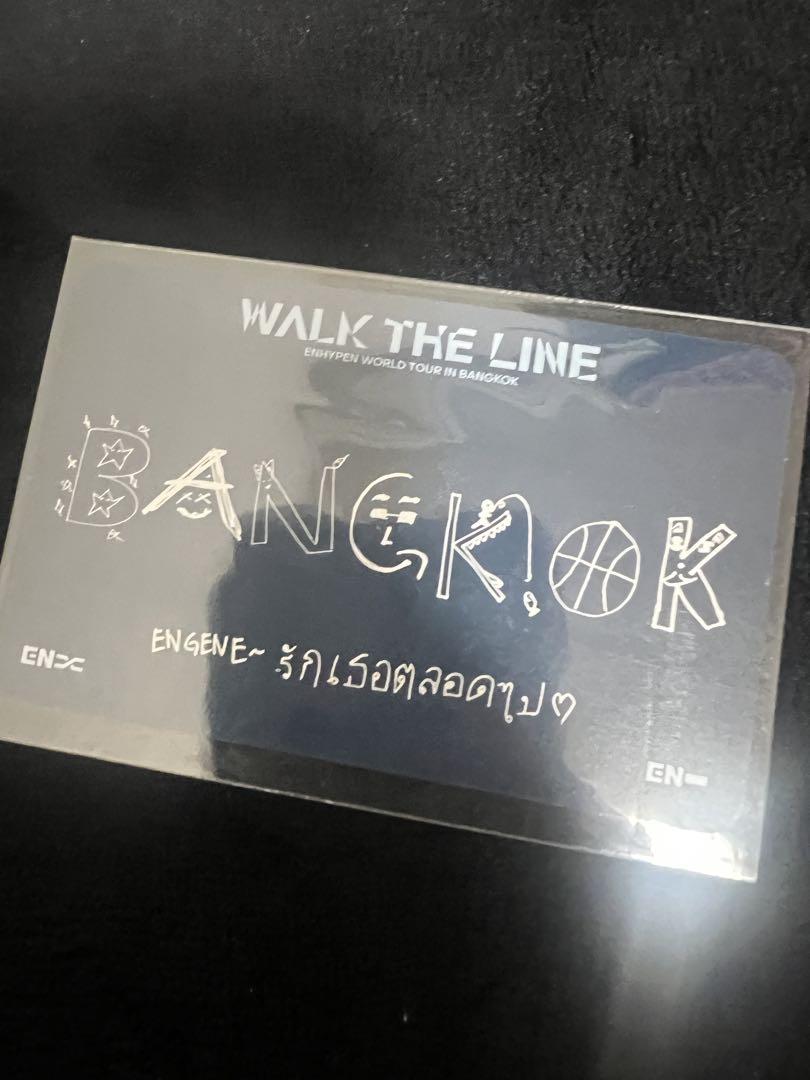 WALK THE LINE
ENHYPEN WORLD TOUR IN BANGKOK
BANGKOK
ENGENE~ รักเธอตลอดไป ♡
EN
EN-